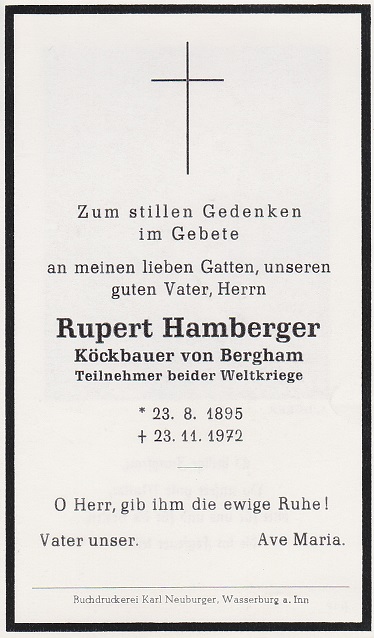 Zum stillen Gedenken
im Gebete
an meinen lieben Gatten, unseren
guten Vater, Herrn
Rupert Hamberger
Köckbauer von Bergham
Teilnehmer beider Weltkriege
* 23. 8. 1895
† 23. 11. 1972
O Herr, gib ihm die ewige Ruhe!
Vater unser. Ave Maria.
Buchdruckerei Karl Neuburger, Wasserburg a. Inn